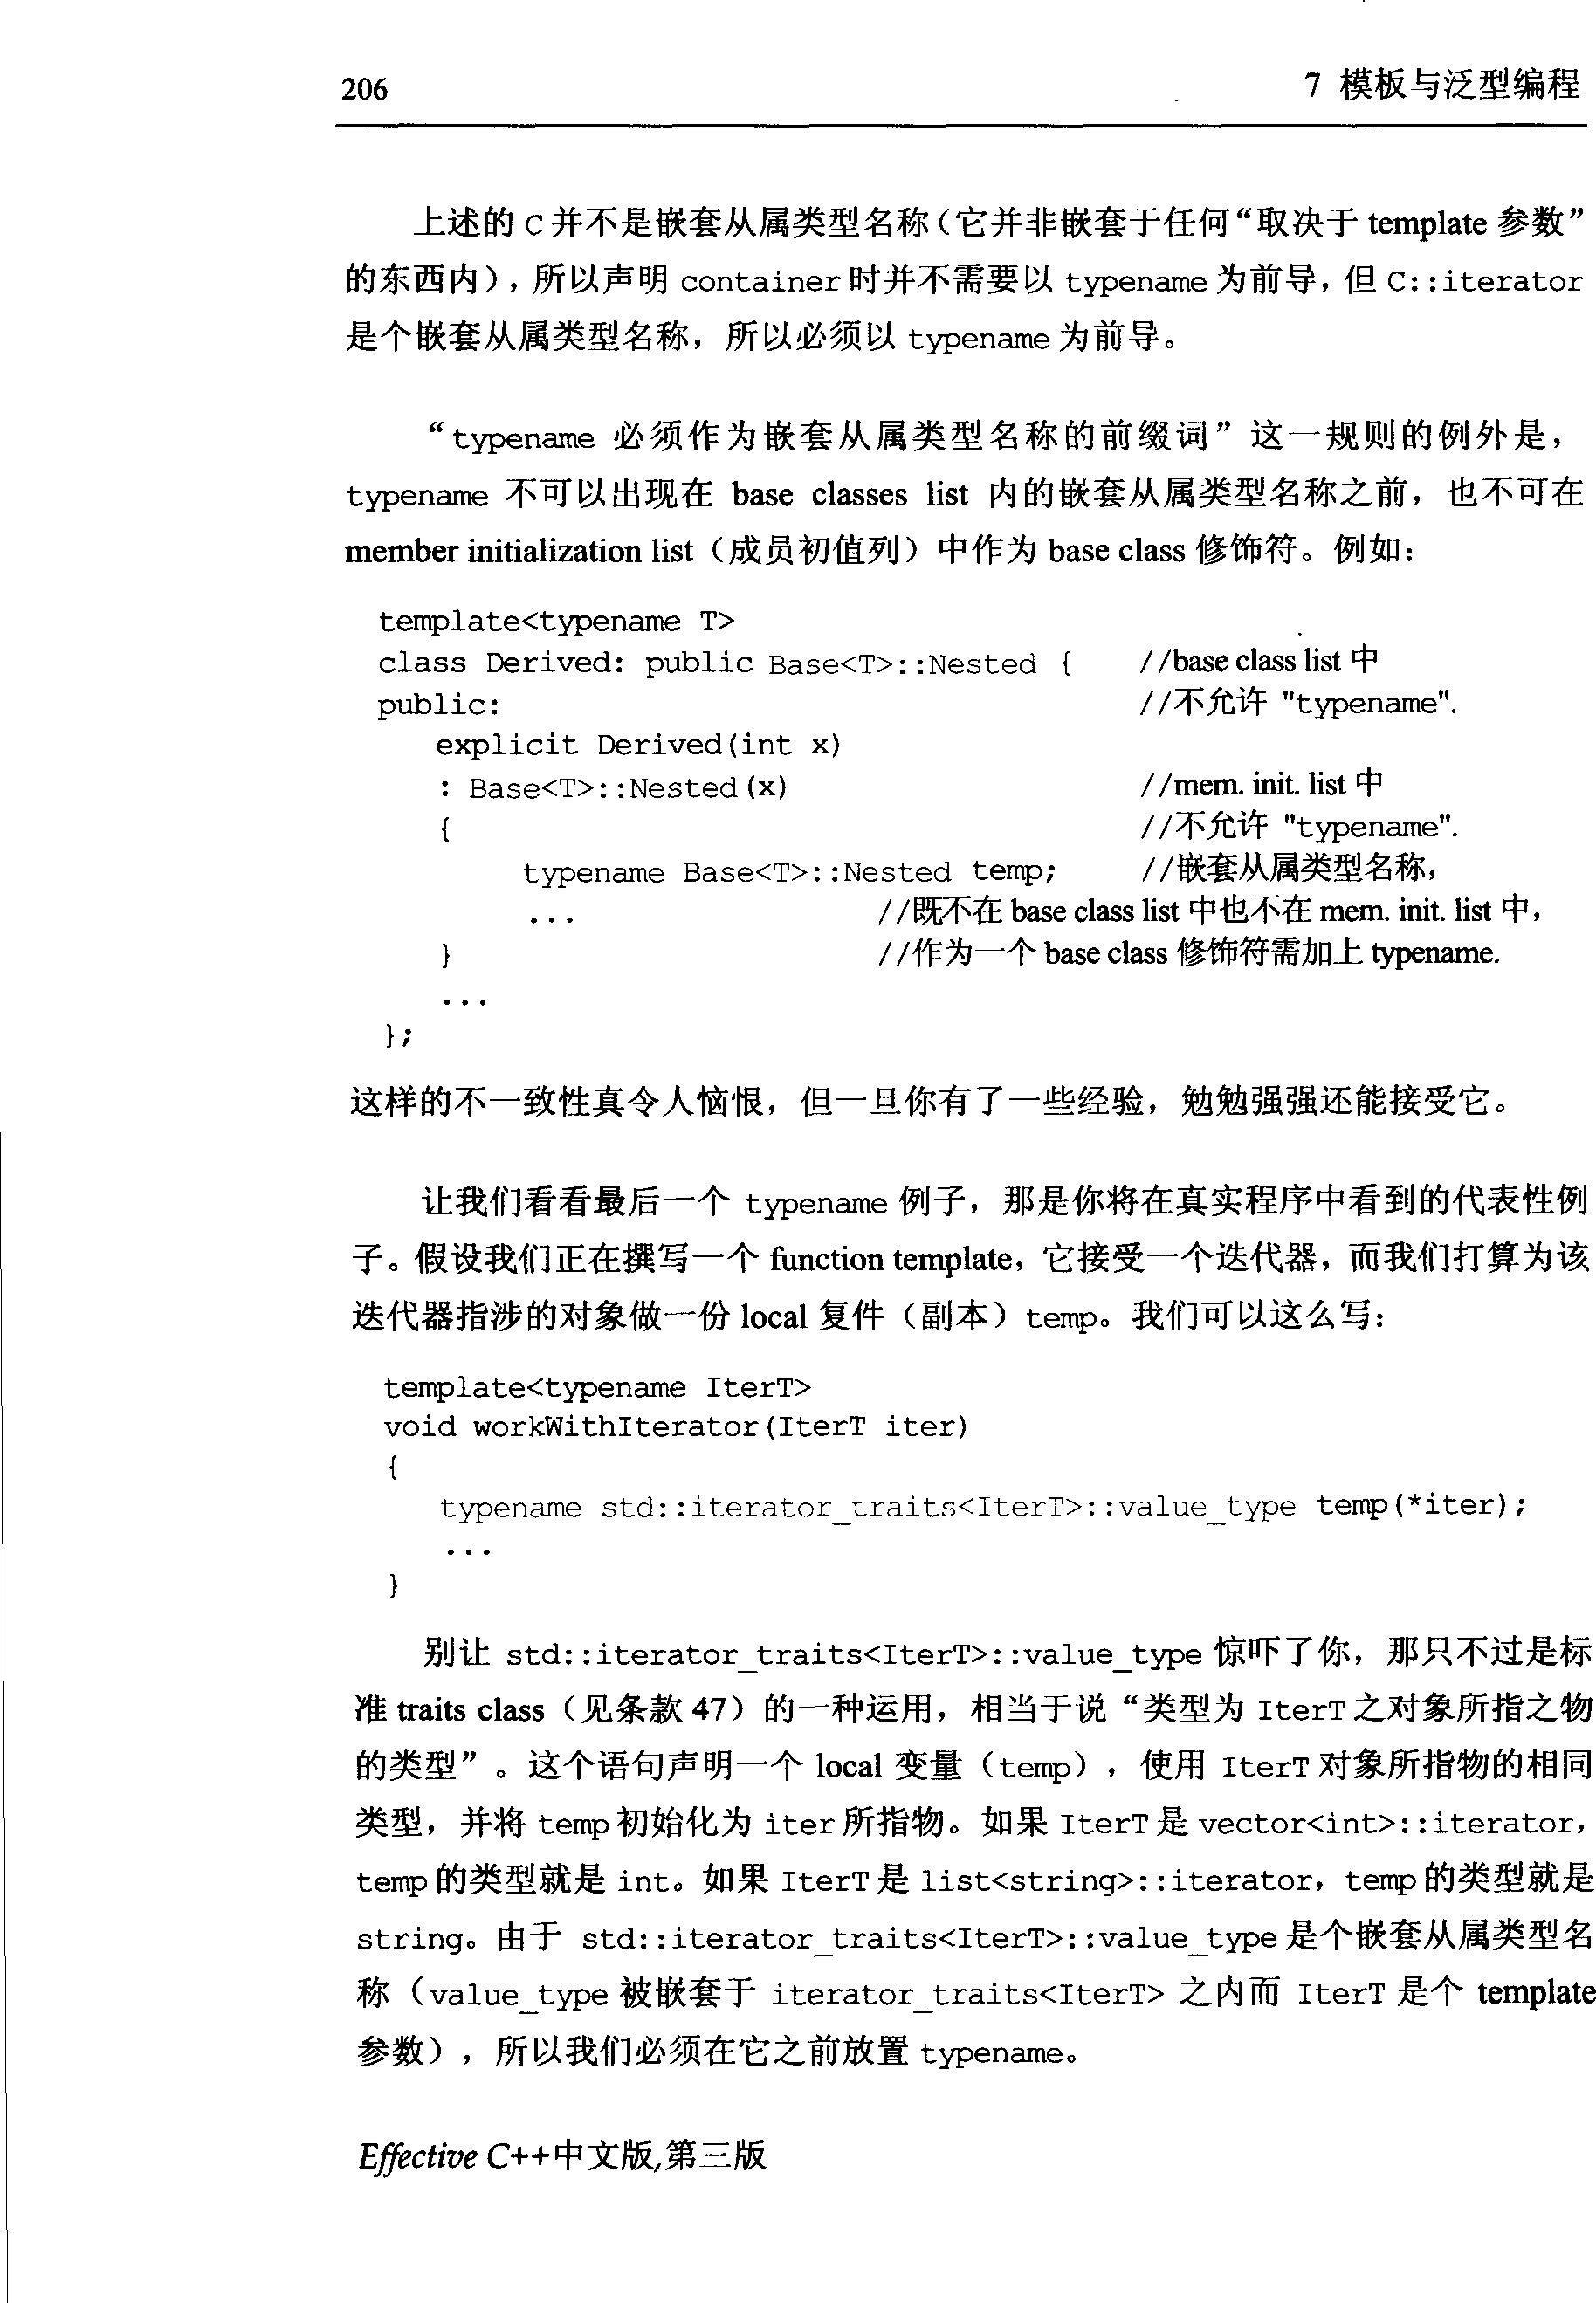 206
7 模板与泛型编程
上述的 C 并不是嵌套从属类型名称（它并非嵌套于任何“取决于 template 参数”
的东西内），所以声明 container 时并不需要以 typename 为前导，但 C::iterator
是个嵌套从属类型名称，所以必须以 typename 为前导。
“typename 必须作为嵌套从属类型名称的前缀词”这一规则的例外是，
typename 不可以出现在 base classes list 内的嵌套从属类型名称之前，也不可在
member initialization list（成员初值列）中作为 base class 修饰符。例如：
template<typename T>
class Derived: public Base<T>::Nested { //base class list 中
public: //不允许 "typename".
explicit Derived(int x)
: Base<T>::Nested(x) //mem. init. list 中
{ //不允许 "typename".
typename Base<T>::Nested temp; //嵌套从属类型名称，
... //既不在 base class list 中也不在 mem. init. list 中，
} //作为一个 base class 修饰符需加上 typename.
...
};
这样的不一致性真令人恼恨，但一旦你有了一些经验，勉勉强强还能接受它。
让我们看看最后一个 typename 例子，那是你将在真实程序中看到的代表性例
子。假设我们正在撰写一个 function template，它接受一个迭代器，而我们打算为该
迭代器指涉的对象做一份 local 复件（副本）temp。我们可以这么写：
template<typename IterT>
void workWithIterator(IterT iter)
{
typename std::iterator_traits<IterT>::value_type temp(*iter);
...
}
别让 std::iterator_traits<IterT>::value_type 惊吓了你，那只不过是标
准 traits class（见条款 47）的一种运用，相当于说“类型为 IterT 之对象所指之物
的类型”。这个语句声明一个 local 变量（temp），使用 IterT 对象所指物的相同
类型，并将 temp 初始化为 iter 所指物。如果 IterT 是 vector<int>::iterator，
temp 的类型就是 int。如果 IterT 是 list<string>::iterator，temp 的类型就是
string。由于 std::iterator_traits<IterT>::value_type 是个嵌套从属类型名
称（value_type 被嵌套于 iterator_traits<IterT> 之内而 IterT 是个 template
参数），所以我们必须在它之前放置 typename。
Effective C++中文版,第三版